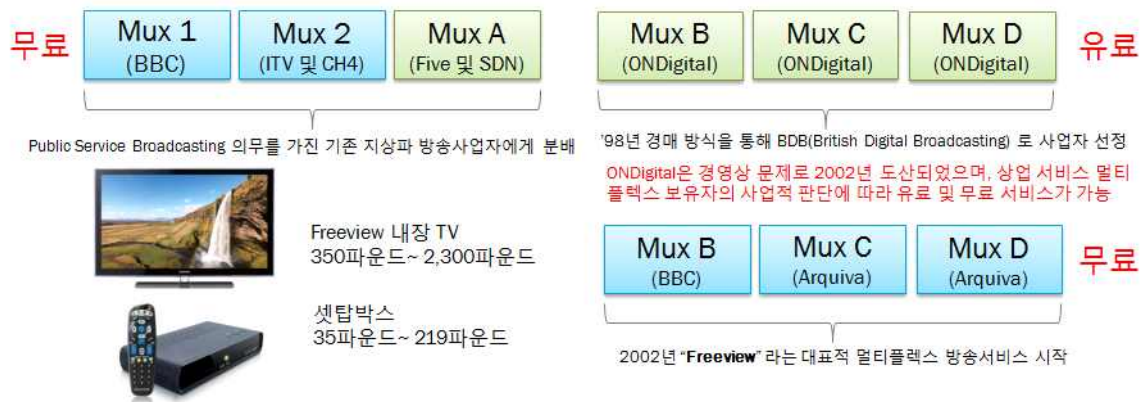 무료
Mux 1
(BBC)
Mux 2
(ITV 및 CH4)
Mux A
(Five 및 SDN)
Public Service Broadcasting 의무를 가진 기존 지상파 방송사업자에게 분배
Freeview 내장 TV
350파운드~ 2,300파운드
셋탑박스
35파운드~ 219파운드
Mux B
(ONDigital)
Mux C
(ONDigital)
Mux D
(ONDigital)
유료
'98년 경매 방식을 통해 BDB(British Digital Broadcasting) 로 사업자 선정
ONDigital은 경영상 문제로 2002년 도산되었으며, 상업 서비스 멀티
플렉스 보유자의 사업적 판단에 따라 유료 및 무료 서비스가 가능
Mux B
(BBC)
Mux C
(Arquiva)
Mux D
(Arquiva)
무료
2002년 “Freeview” 라는 대표적 멀티플렉스 방송서비스 시작